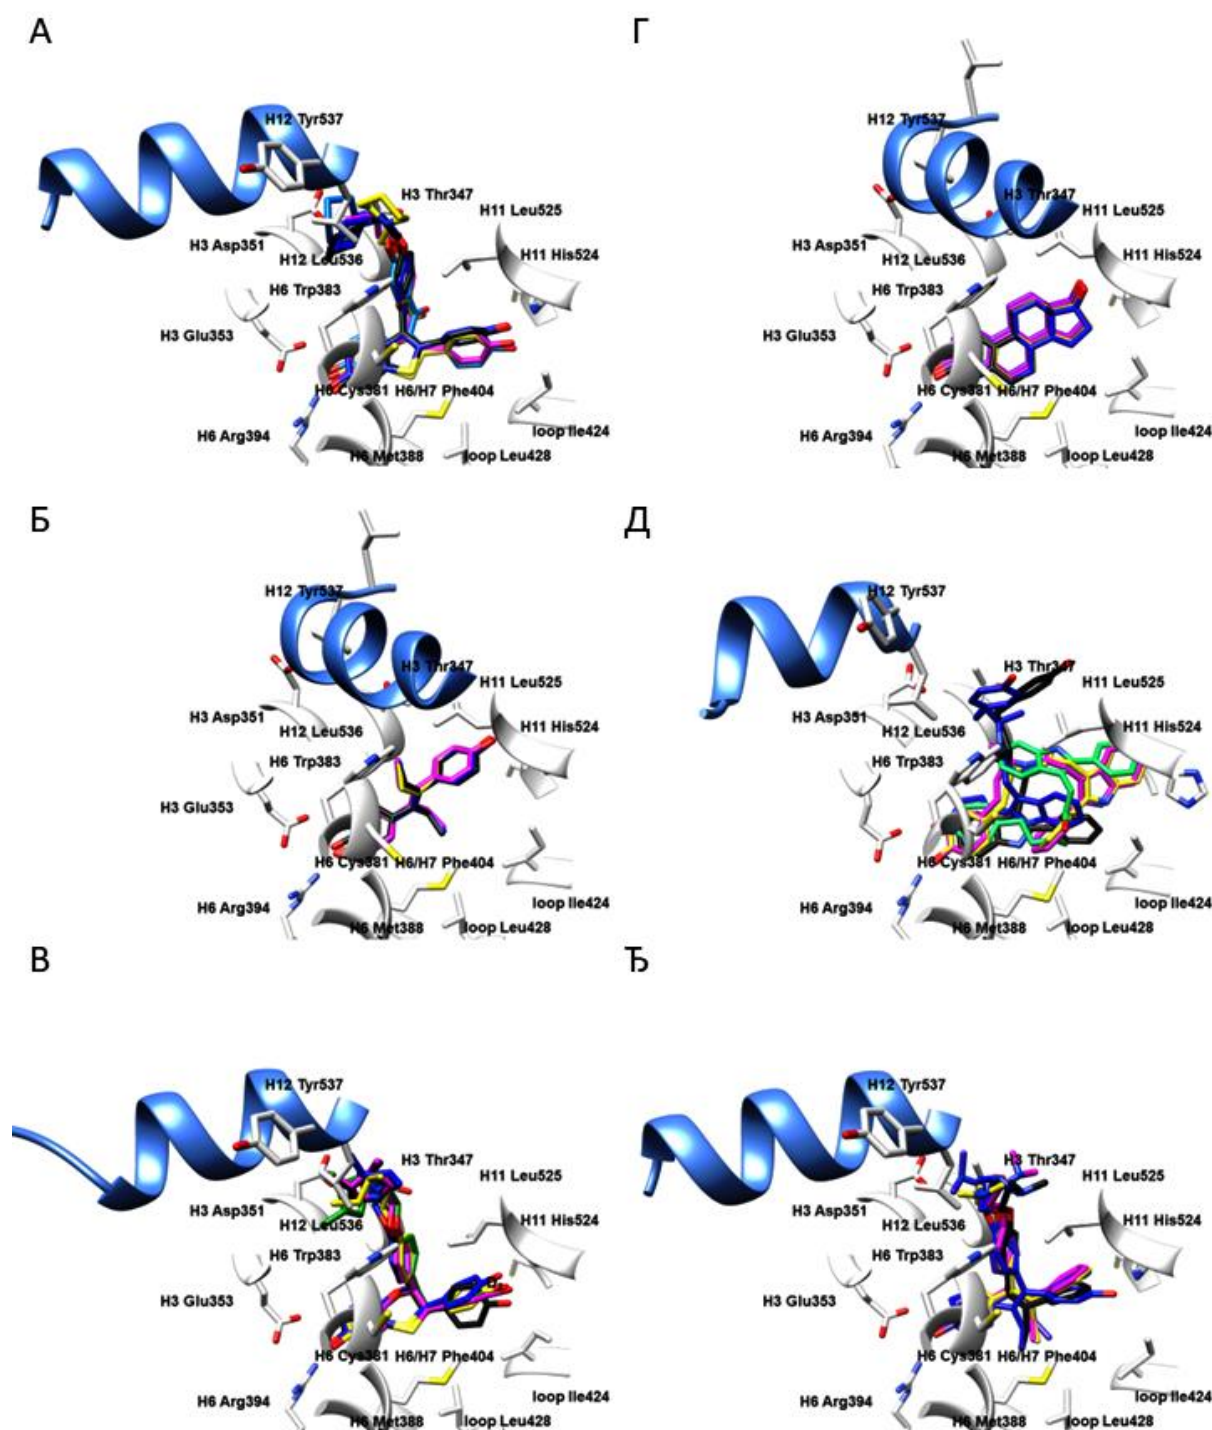 А
H12 Tyr537
H3 Thr347
H11 Leu525
H3 Asp351
H12 Leu536
H11 His524
H6 Trp383
H3 Glu353
H6 Cys381 H6/H7 Phe404
H6 Arg394
loop Ile424
H6 Met388
loop Leu428
Г
H12 Tyr537
H3 Thr347
H11 Leu525
H3 Asp351
H12 Leu536
H11 His524
H6 Trp383
H3 Glu353
H6 Cys381 H6/H7 Phe404
H6 Arg394
loop Ile424
H6 Met388
loop Leu428
Б
H12 Tyr537
H3 Thr347
H11 Leu525
H3 Asp351
H12 Leu536
H11 His524
H6 Trp383
H3 Glu353
H6 Cys381 H6/H7 Phe404
H6 Arg394
loop Ile424
H6 Met388
loop Leu428
Д
H12 Tyr537
H3 Thr347
H11 Leu525
H3 Asp351
H12 Leu536
H11 His524
H6 Trp383
H3 Glu353
H6 Cys381 H6/H7 Phe404
H6 Arg394
loop Ile424
H6 Met388
loop Leu428
В
H12 Tyr537
H3 Thr347
H11 Leu525
H3 Asp351
H12 Leu536
H11 His524
H6 Trp383
H3 Glu353
H6 Cys381 H6/H7 Phe404
H6 Arg394
loop Ile424
H6 Met388
loop Leu428
Ђ
H12 Tyr537
H3 Thr347
H11 Leu525
H3 Asp351
H12 Leu536
H11 His524
H6 Trp383
H3 Glu353
H6 Cys381 H6/H7 Phe404
H6 Arg394
loop Ile424
H6 Met388
loop Leu428